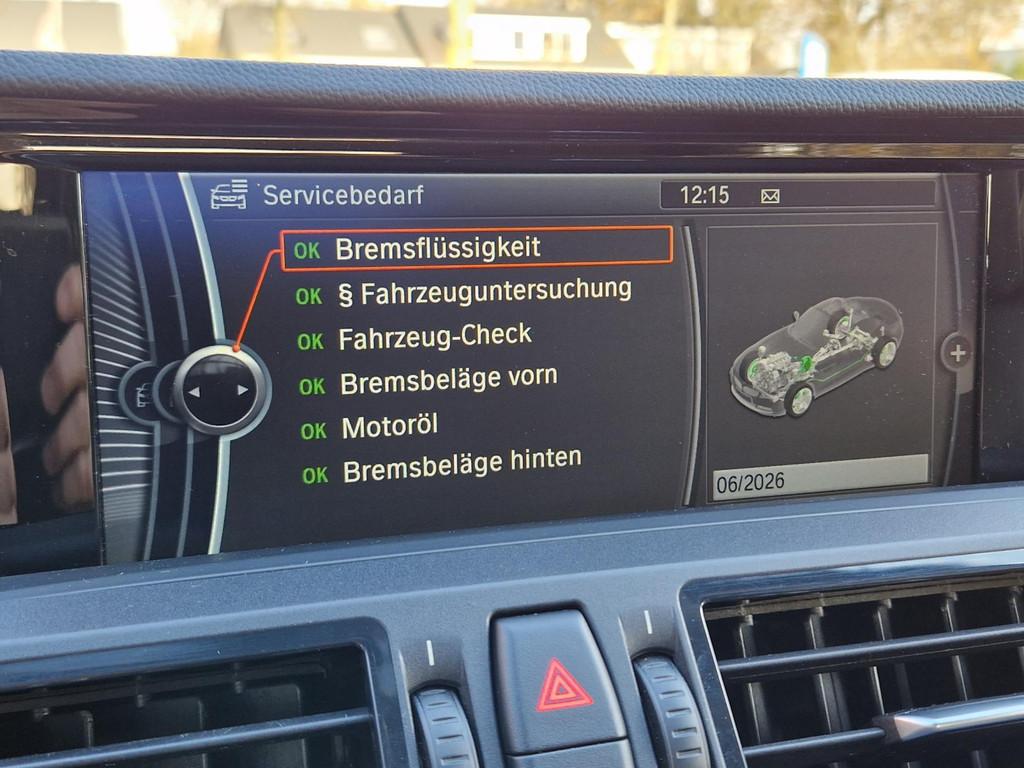 Servicebedarf
12:15
OK Bremsflüssigkeit
OK § Fahrzeuguntersuchung
OK Fahrzeug-Check
OK Bremsbeläge vorn
OK Motoröl
OK Bremsbeläge hinten
06/2026